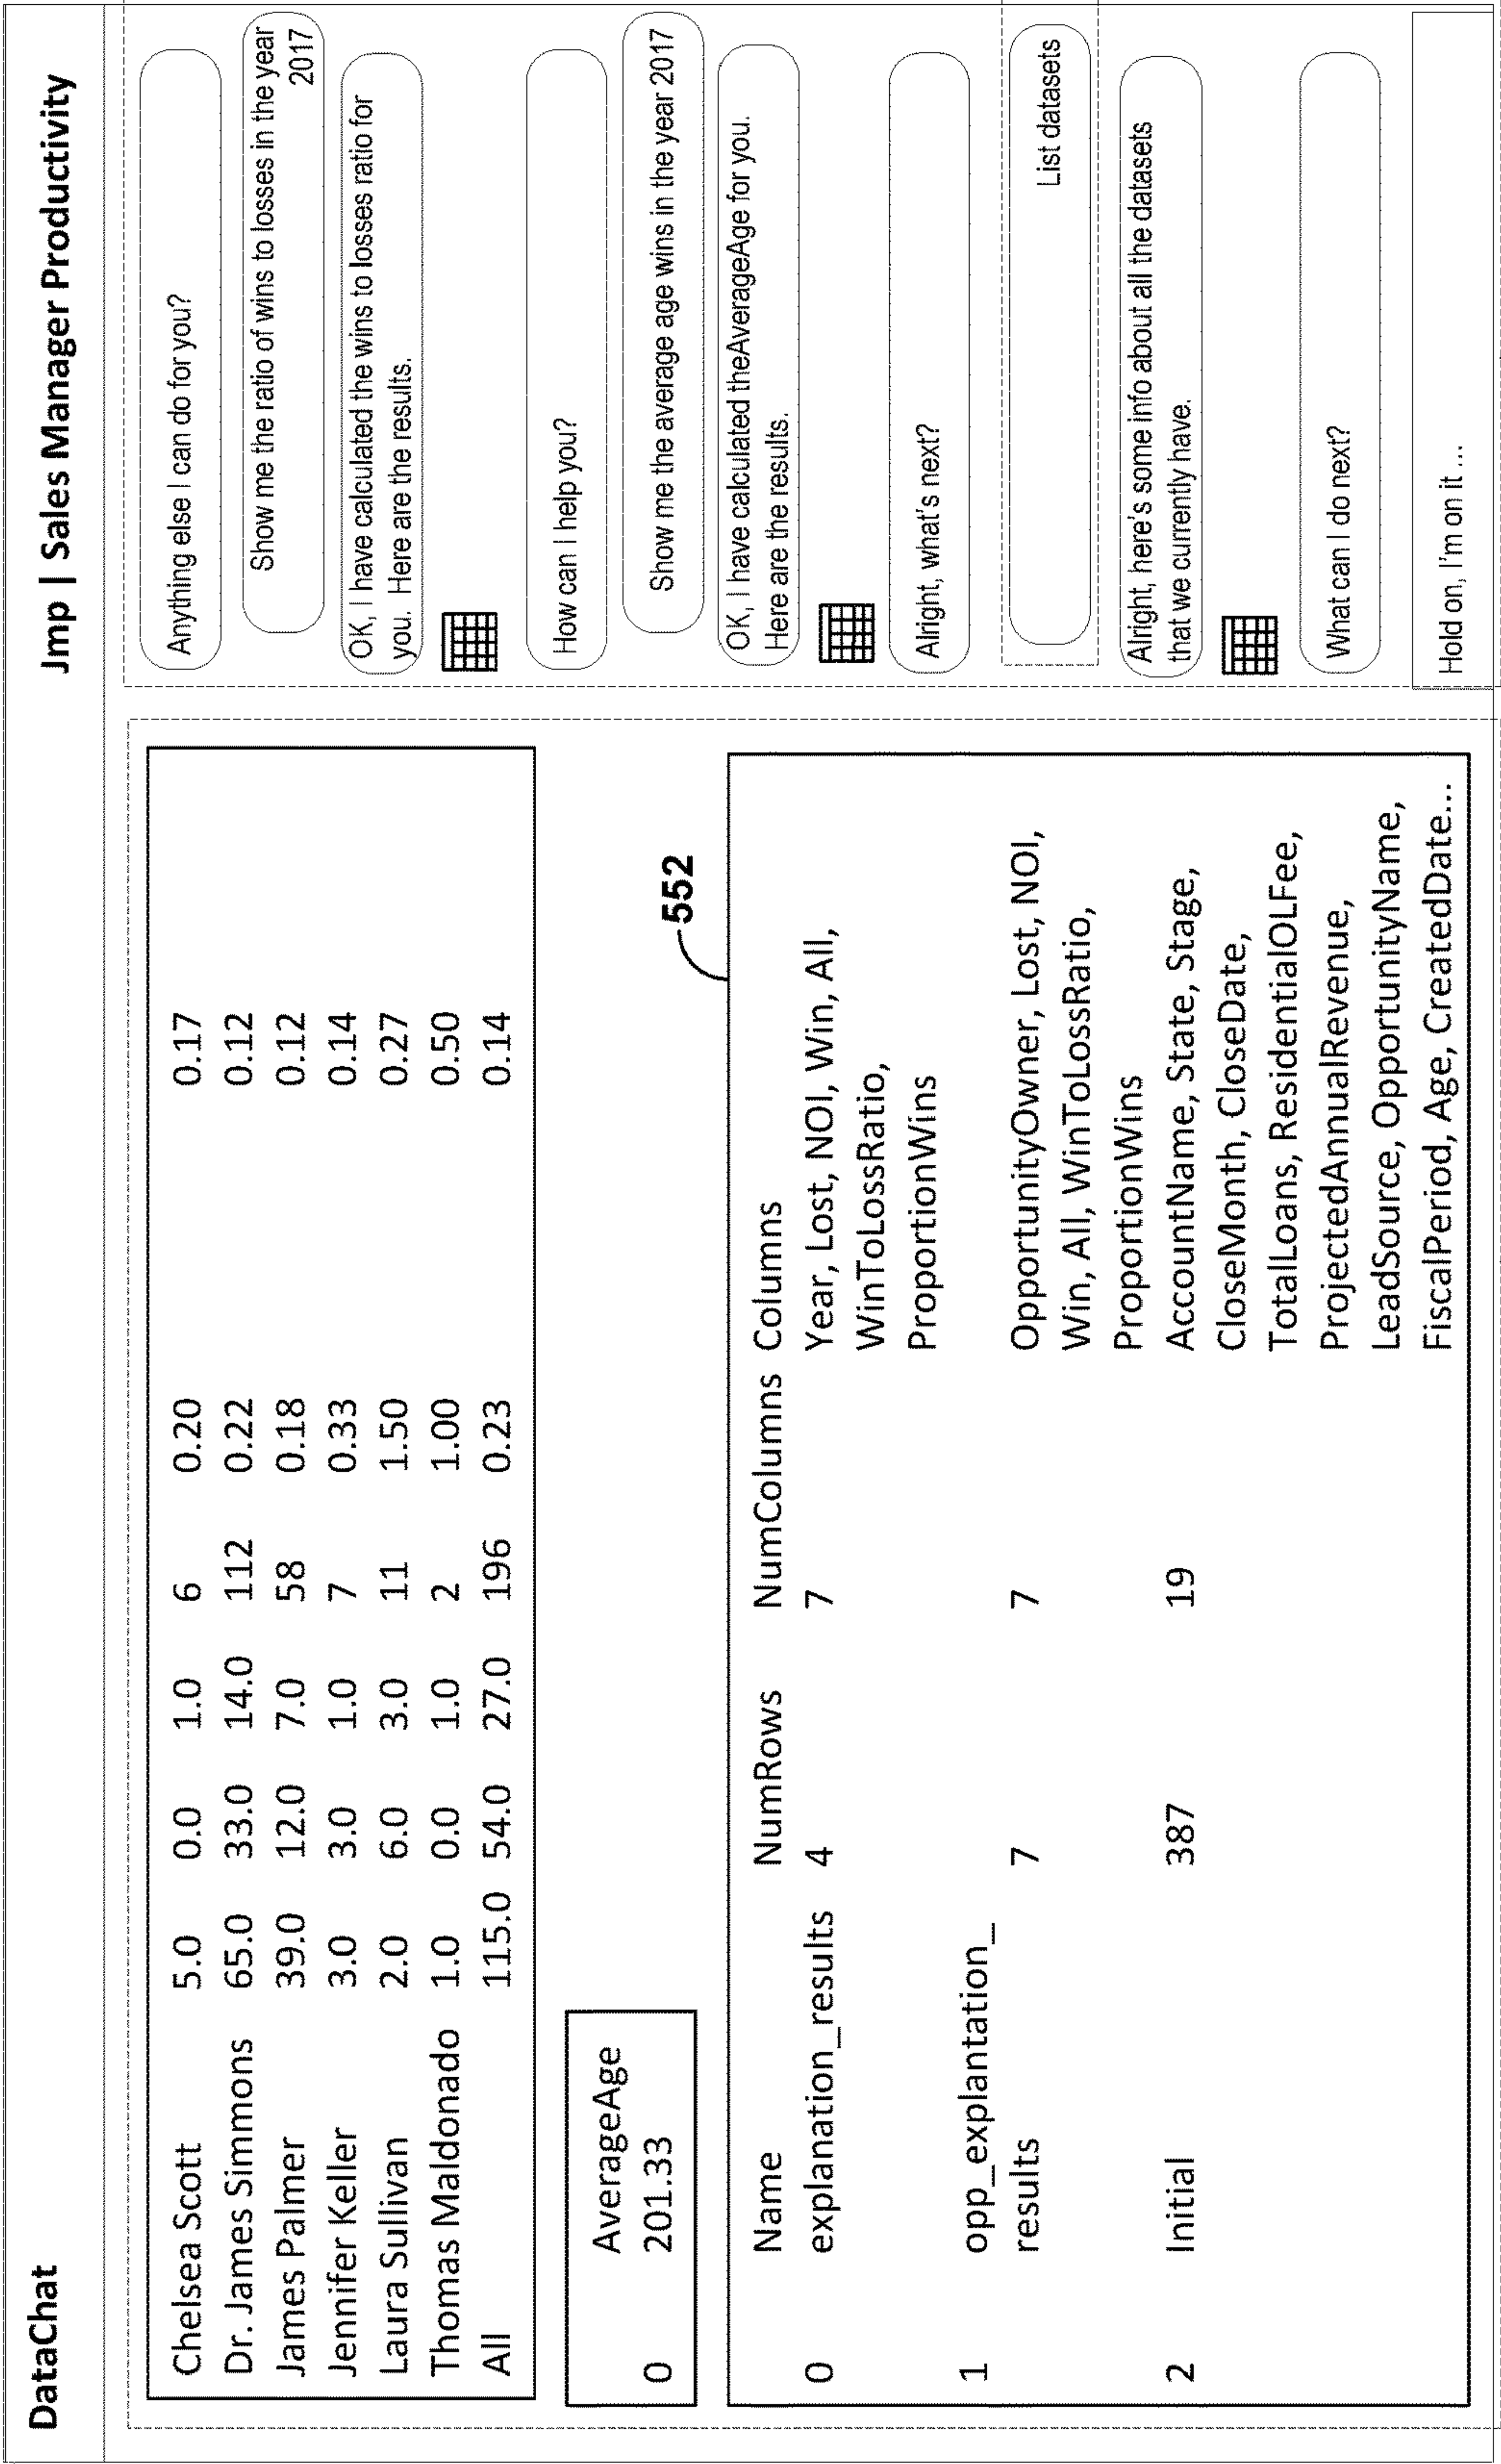 DataChat
Jmp | Sales Manager Productivity
Chelsea Scott 5.0 0.0 1.0 6 0.20 0.17
Dr. James Simmons 65.0 33.0 14.0 112 0.22 0.12
James Palmer 39.0 12.0 7.0 58 0.18 0.12
Jennifer Keller 3.0 3.0 1.0 7 0.33 0.14
Laura Sullivan 2.0 6.0 3.0 11 1.50 0.27
Thomas Maldonado 1.0 0.0 1.0 2 1.00 0.50
All 115.0 54.0 27.0 196 0.23 0.14
AverageAge
0 201.33
552
Name NumRows NumColumns Columns
0 explanation_results 4 7 Year, Lost, NOI, Win, All,
WinToLossRatio,
ProportionWins
1 opp_explantation_
results 7 7 OpportunityOwner, Lost, NOI,
Win, All, WinToLossRatio,
ProportionWins
2 Initial 387 19 AccountName, State, Stage,
CloseMonth, CloseDate,
TotalLoans, ResidentialOLFee,
ProjectedAnnualRevenue,
LeadSource, OpportunityName,
FiscalPeriod, Age, CreatedDate...
Anything else I can do for you?
Show me the ratio of wins to losses in the year
2017
OK, I have calculated the wins to losses ratio for
you. Here are the results.
How can I help you?
Show me the average age wins in the year 2017
OK, I have calculated theAverageAge for you.
Here are the results.
Alright, what's next?
List datasets
Alright, here's some info about all the datasets
that we currently have.
What can I do next?
Hold on, I'm on it ...